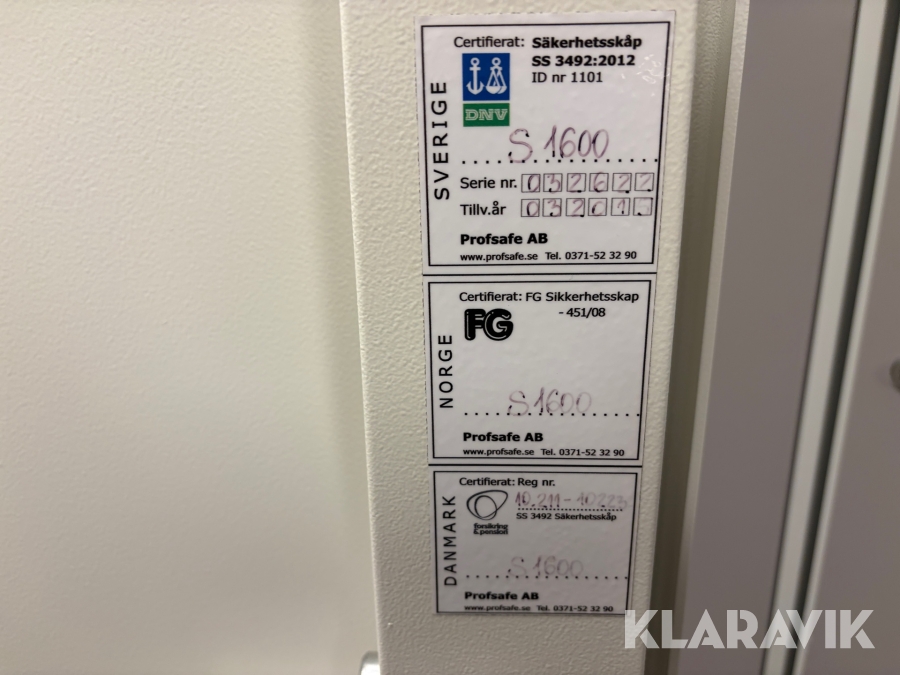 SVERIGE
Certifierat: Säkerhetsskåp
SS 3492:2012
ID nr 1101
DNV
S 1600
Serie nr. 032622
Tillv.år 032015
Profsafe AB
www.profsafe.se Tel. 0371-52 32 90
NORGE
Certifierat: FG Sikkerhetsskap
- 451/08
FG
S1600
Profsafe AB
www.profsafe.se Tel. 0371-52 32 90
DANMARK
Certifierat: Reg nr.
10.211-10223
SS 3492 Säkerhetsskåp
forsikring
& pension
S1600
Profsafe AB
www.profsafe.se Tel. 0371-52 32 90
KLARAVIK